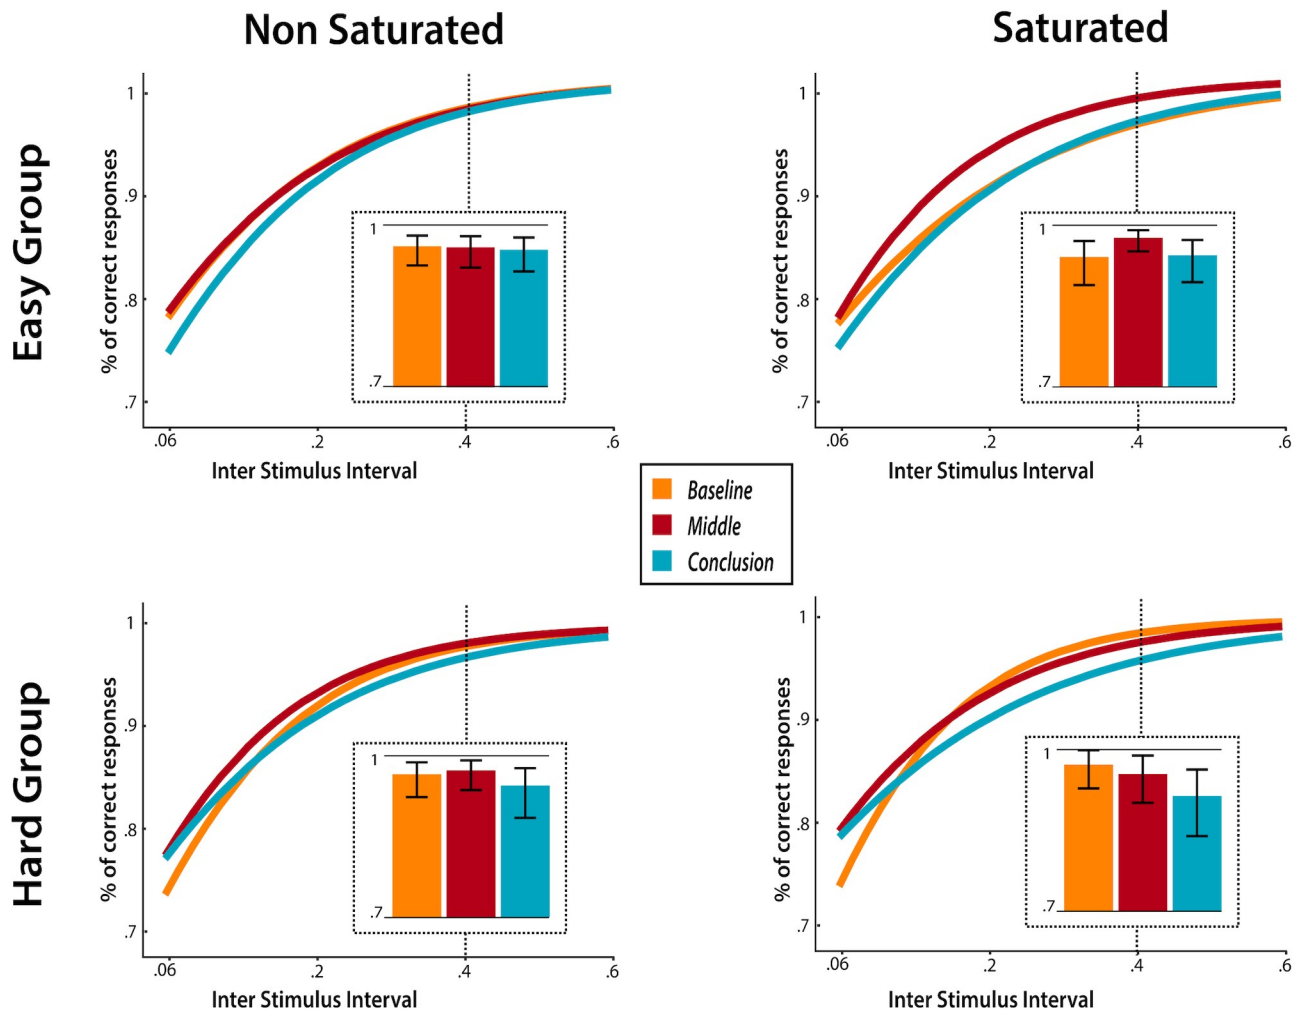 Non Saturated
Saturated
Easy Group
% of correct responses
1
.9
.8
.7
.06
.2
.4
.6
Inter Stimulus Interval
1
.7
% of correct responses
1
.9
.8
.7
.06
.2
.4
.6
Inter Stimulus Interval
1
.7
Baseline
Middle
Conclusion
Hard Group
% of correct responses
1
.9
.8
.7
.06
.2
.4
.6
Inter Stimulus Interval
1
.7
% of correct responses
1
.9
.8
.7
.06
.2
.4
.6
Inter Stimulus Interval
1
.7